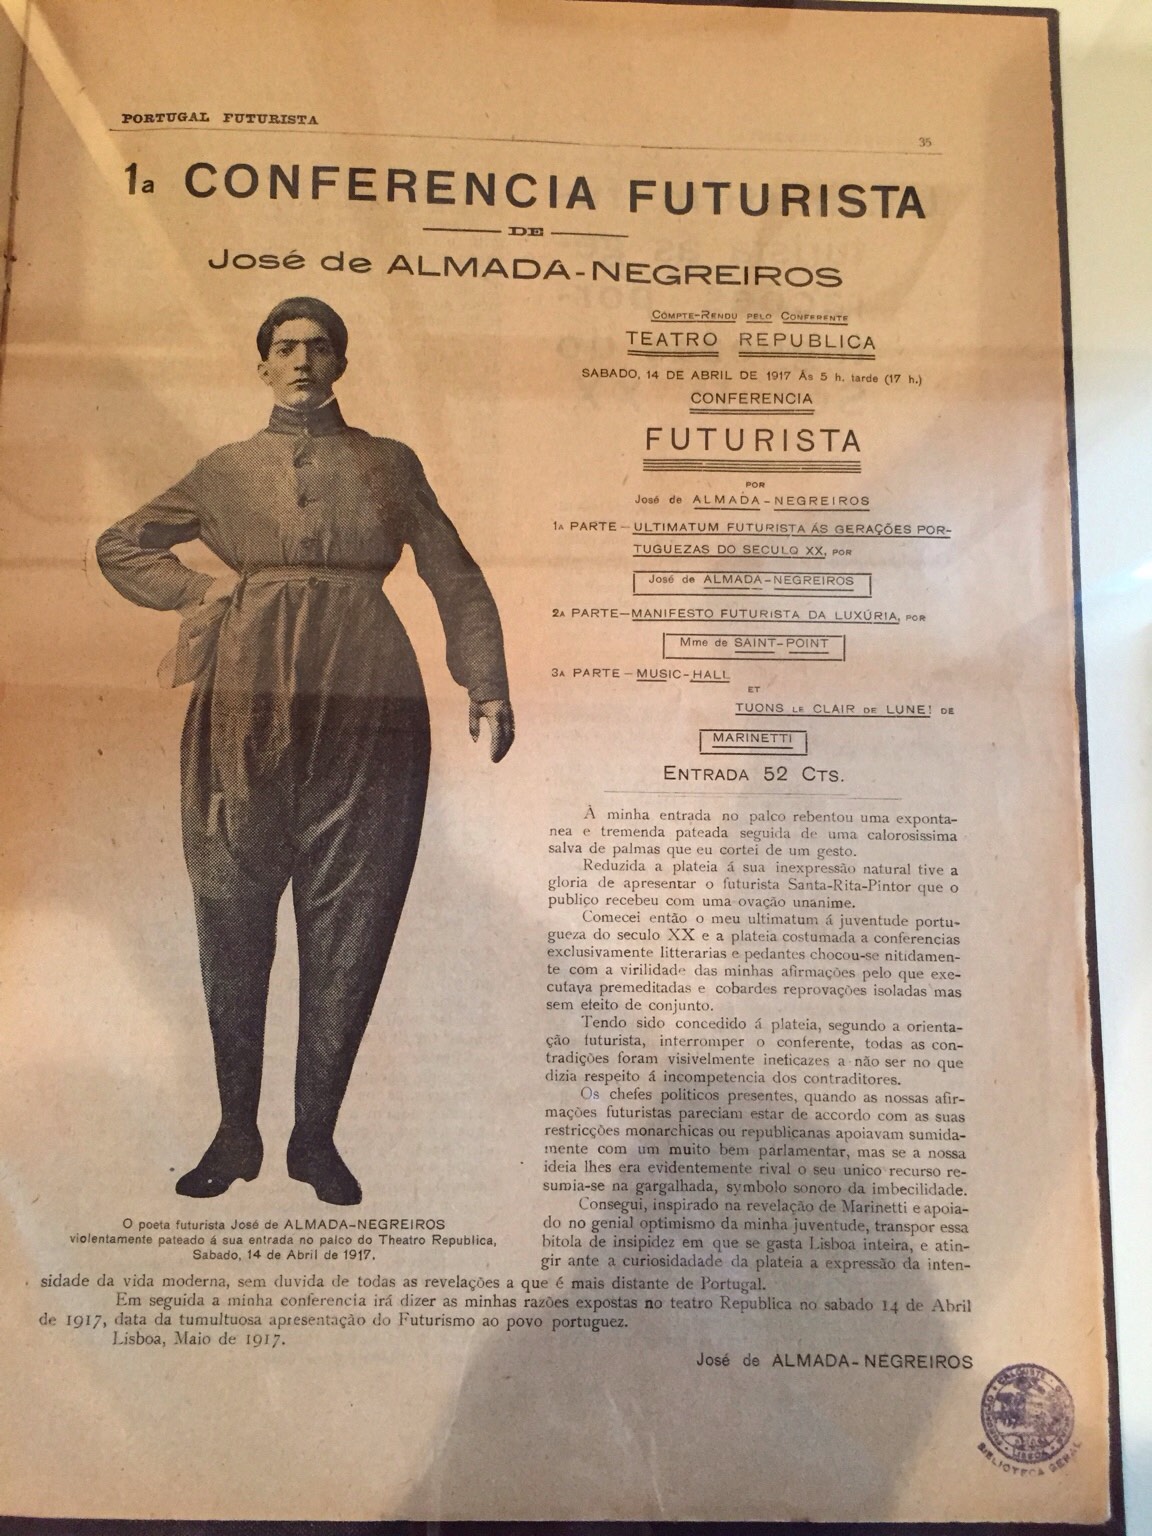 PORTUGAL FUTURISTA
35
1a CONFERENCIA FUTURISTA
DE
José de ALMADA-NEGREIROS
COMPTE-RENDU PELO CONFERENTE
TEATRO REPUBLICA
SABADO, 14 DE ABRIL DE 1917 ÁS 5 h. tarde (17 h.)
CONFERENCIA
FUTURISTA
POR
José de ALMADA-NEGREIROS
1A PARTE—ULTIMATUM FUTURISTA ÁS GERAÇÕES POR-
TUGUEZAS DO SECULO XX, POR
José de ALMADA-NEGREIROS
2A PARTE—MANIFESTO FUTURISTA DA LUXÚRIA, POR
Mme de SAINT-POINT
3A PARTE—MUSIC-HALL
ET
TUONS LE CLAIR DE LUNE! DE
MARINETTI
ENTRADA 52 CTS.
Á minha entrada no palco rebentou uma expontа-
nea e tremenda pateada seguida de uma calorosissima
salva de palmas que eu cortei de um gesto.
Reduzida a plateia á sua inexpressão natural tive a
gloria de apresentar o futurista Santa-Rita-Pintor que o
publico recebeu com uma ovação unanime.
Comecei então o meu ultimatum á juventude portu-
gueza do seculo XX e a plateia costumada a conferencias
exclusivamente litterarias e pedantes chocou-se nitidamen-
te com a virilidade das minhas afirmações pelo que exe-
cutava premeditadas e cobardes reprovações isoladas mas
sem efeito de conjunto.
Tendo sido concedido á plateia, segundo a orienta-
ção futurista, interromper o conferente, todas as con-
tradições foram visivelmente ineficazes a não ser no que
dizia respeito á incompetencia dos contraditores.
Os chefes politicos presentes, quando as nossas afir-
mações futuristas pareciam estar de accordo com as suas
restricções monarchicas ou republicanas apoiavam sumida-
mente com um muito bem parlamentar, mas se a nossa
ideia lhes era evidentemente rival o seu unico recurso re-
sumia-se na gargalhada, symbolo sonoro da imbecilidade.
Consegui, inspirado na revelação de Marinetti e apoia-
do no genial optimismo da minha juventude, transpor essa
bitola de insipidez em que se gasta Lisboa inteira, e atin-
gir ante a curiosidadade da plateia a expressão da inten-
O poeta futurista José de ALMADA-NEGREIROS
violentamente pateado á sua entrada no palco do Theatro Republica,
Sabado, 14 de Abril de 1917.
sidade da vida moderna, sem duvida de todas as revelações a que é mais distante de Portugal.
Em seguida a minha conferencia irá dizer as minhas razões expostas no teatro Republica no sabado 14 de Abril
de 1917, data da tumultuosa apresentação do Futurismo ao povo portuguez.
Lisboa, Maio de 1917.
José de ALMADA-NEGREIROS
FUNDAÇÃO CALOUSTE
LISBOA
BIBLIOTECA GERAL